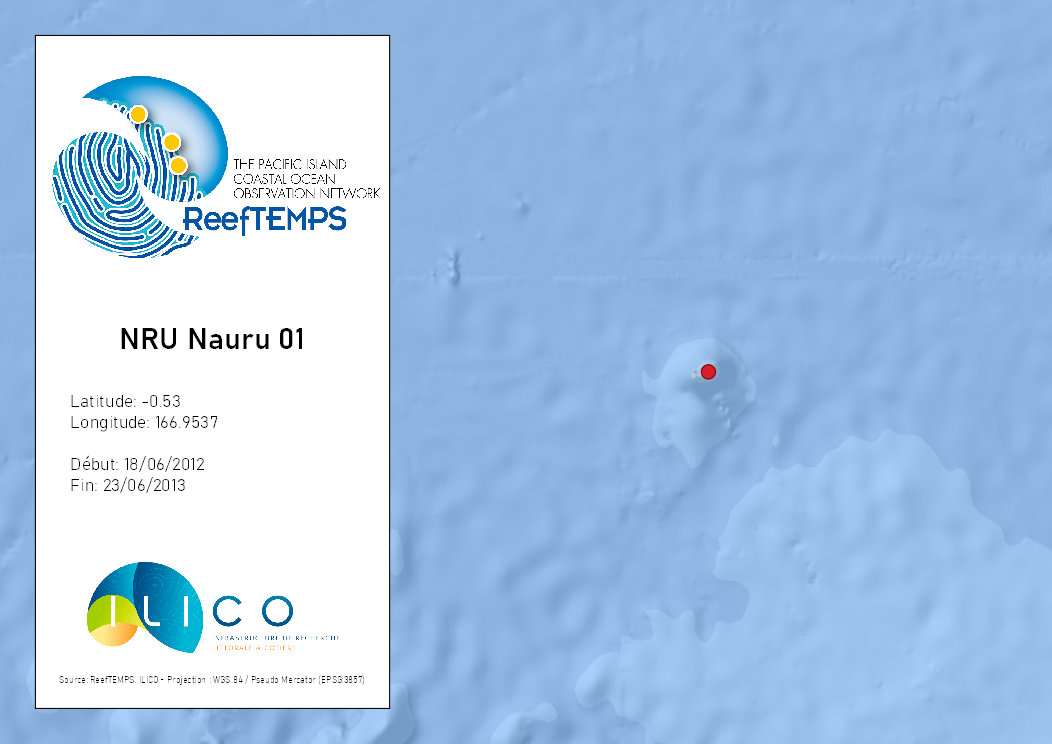 THE PACIFIC ISLAND
COASTAL OCEAN
OBSERVATION NETWORK
ReefTEMPS
NRU Nauru 01
Latitude: -0.53
Longitude: 166.9537
Début: 18/06/2012
Fin: 23/06/2013
ILICO
INFRASTRUCTURE DE RECHERCHE
LITTORALE & COTIERE
Source: ReefTEMPS, ILICO - Projection : WGS 84 / Pseudo Mercator (EPSG:3857)